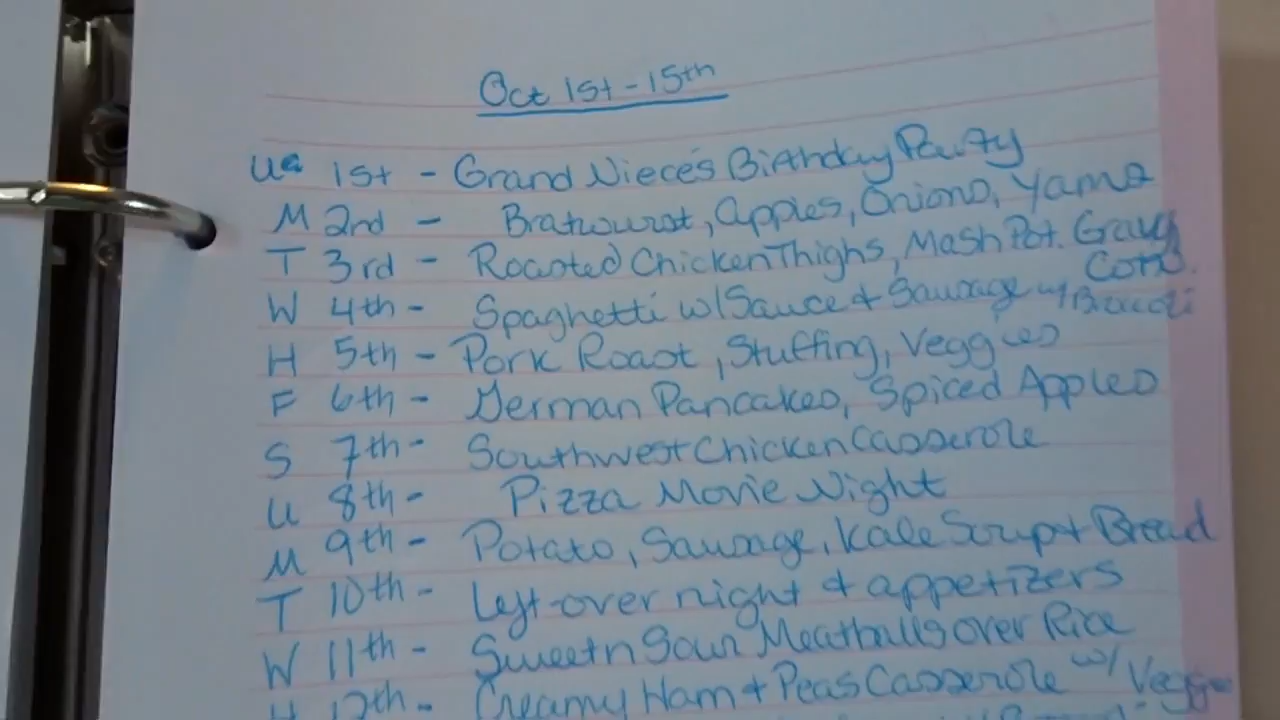 Oct 1st - 15th
U 1st - Grand Niece's Birthday Party
M 2nd - Bratwurst, apples, Onions, Yams
T 3rd - Roasted Chicken Thighs, Mash Pot. Gravy
Corn.
W 4th - Spaghetti w/ Sauce + Sausage w/ Broccoli
H 5th - Pork Roast, Stuffing, Veggies
F 6th - German Pancakes, Spiced Apples
S 7th - Southwest Chicken Casserole
U 8th - Pizza Movie Night
M 9th - Potato, Sausage, Kale Soup + Bread
T 10th - Left-over night + appetizers
W 11th - Sweet n Sour Meatballs over Rice
H 12th - Creamy Ham + Peas Casserole w/ Veggie